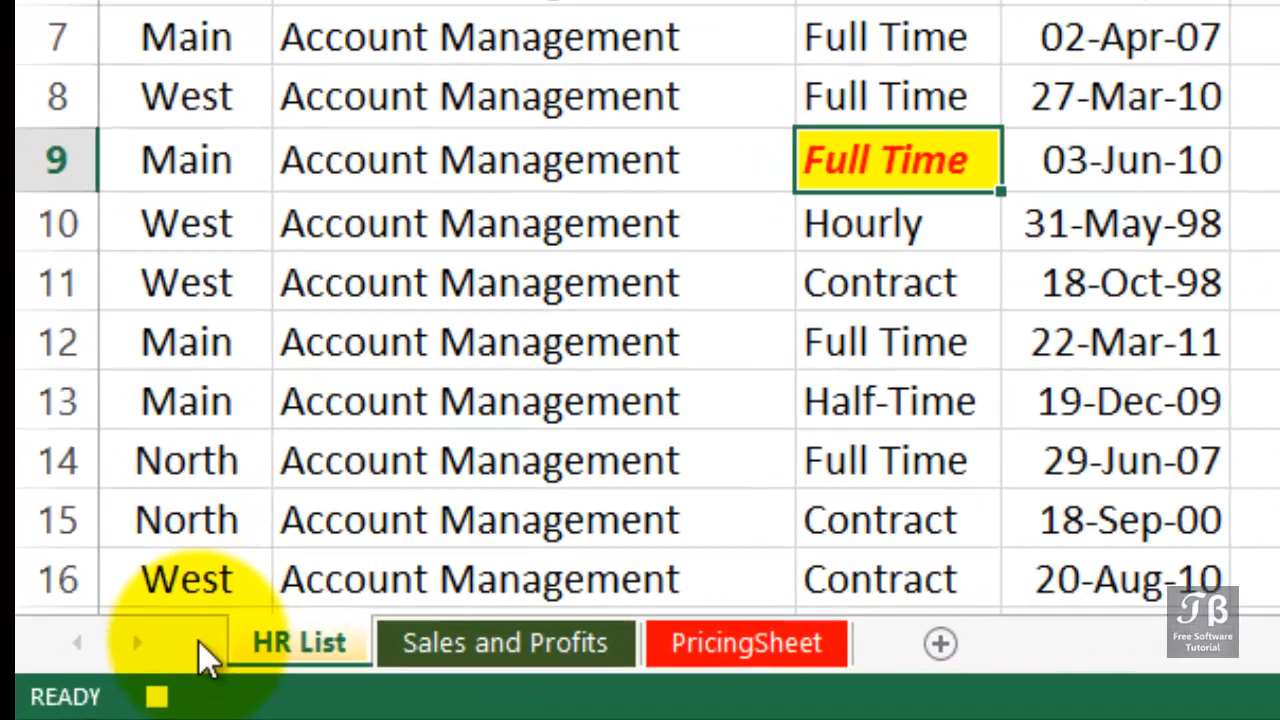 7 Main Account Management Full Time 02-Apr-07
8 West Account Management Full Time 27-Mar-10
9 Main Account Management Full Time 03-Jun-10
10 West Account Management Hourly 31-May-98
11 West Account Management Contract 18-Oct-98
12 Main Account Management Full Time 22-Mar-11
13 Main Account Management Half-Time 19-Dec-09
14 North Account Management Full Time 29-Jun-07
15 North Account Management Contract 18-Sep-00
16 West Account Management Contract 20-Aug-10
HR List Sales and Profits PricingSheet
Tβ
Free Software
Tutorial
READY